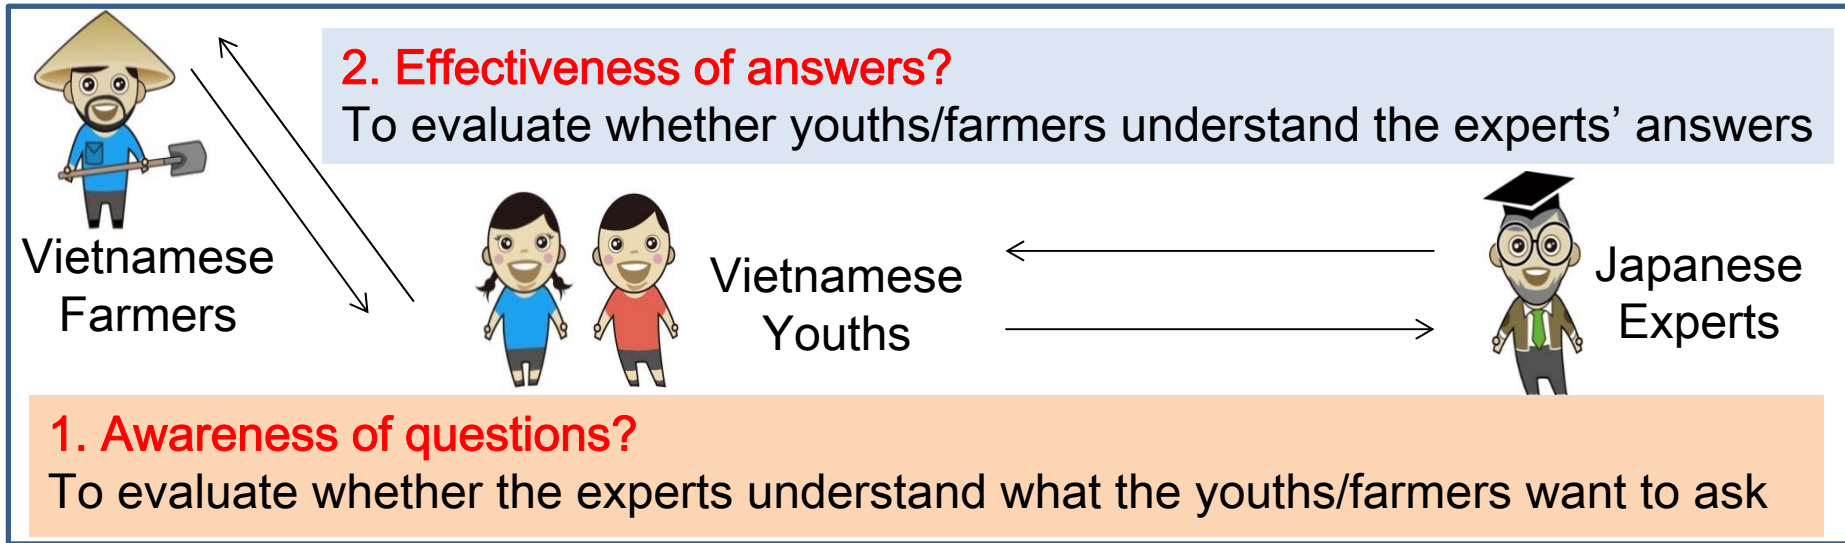 2. Effectiveness of answers?
To evaluate whether youths/farmers understand the experts’ answers
Vietnamese
Farmers
Vietnamese
Youths
Japanese
Experts
1. Awareness of questions?
To evaluate whether the experts understand what the youths/farmers want to ask